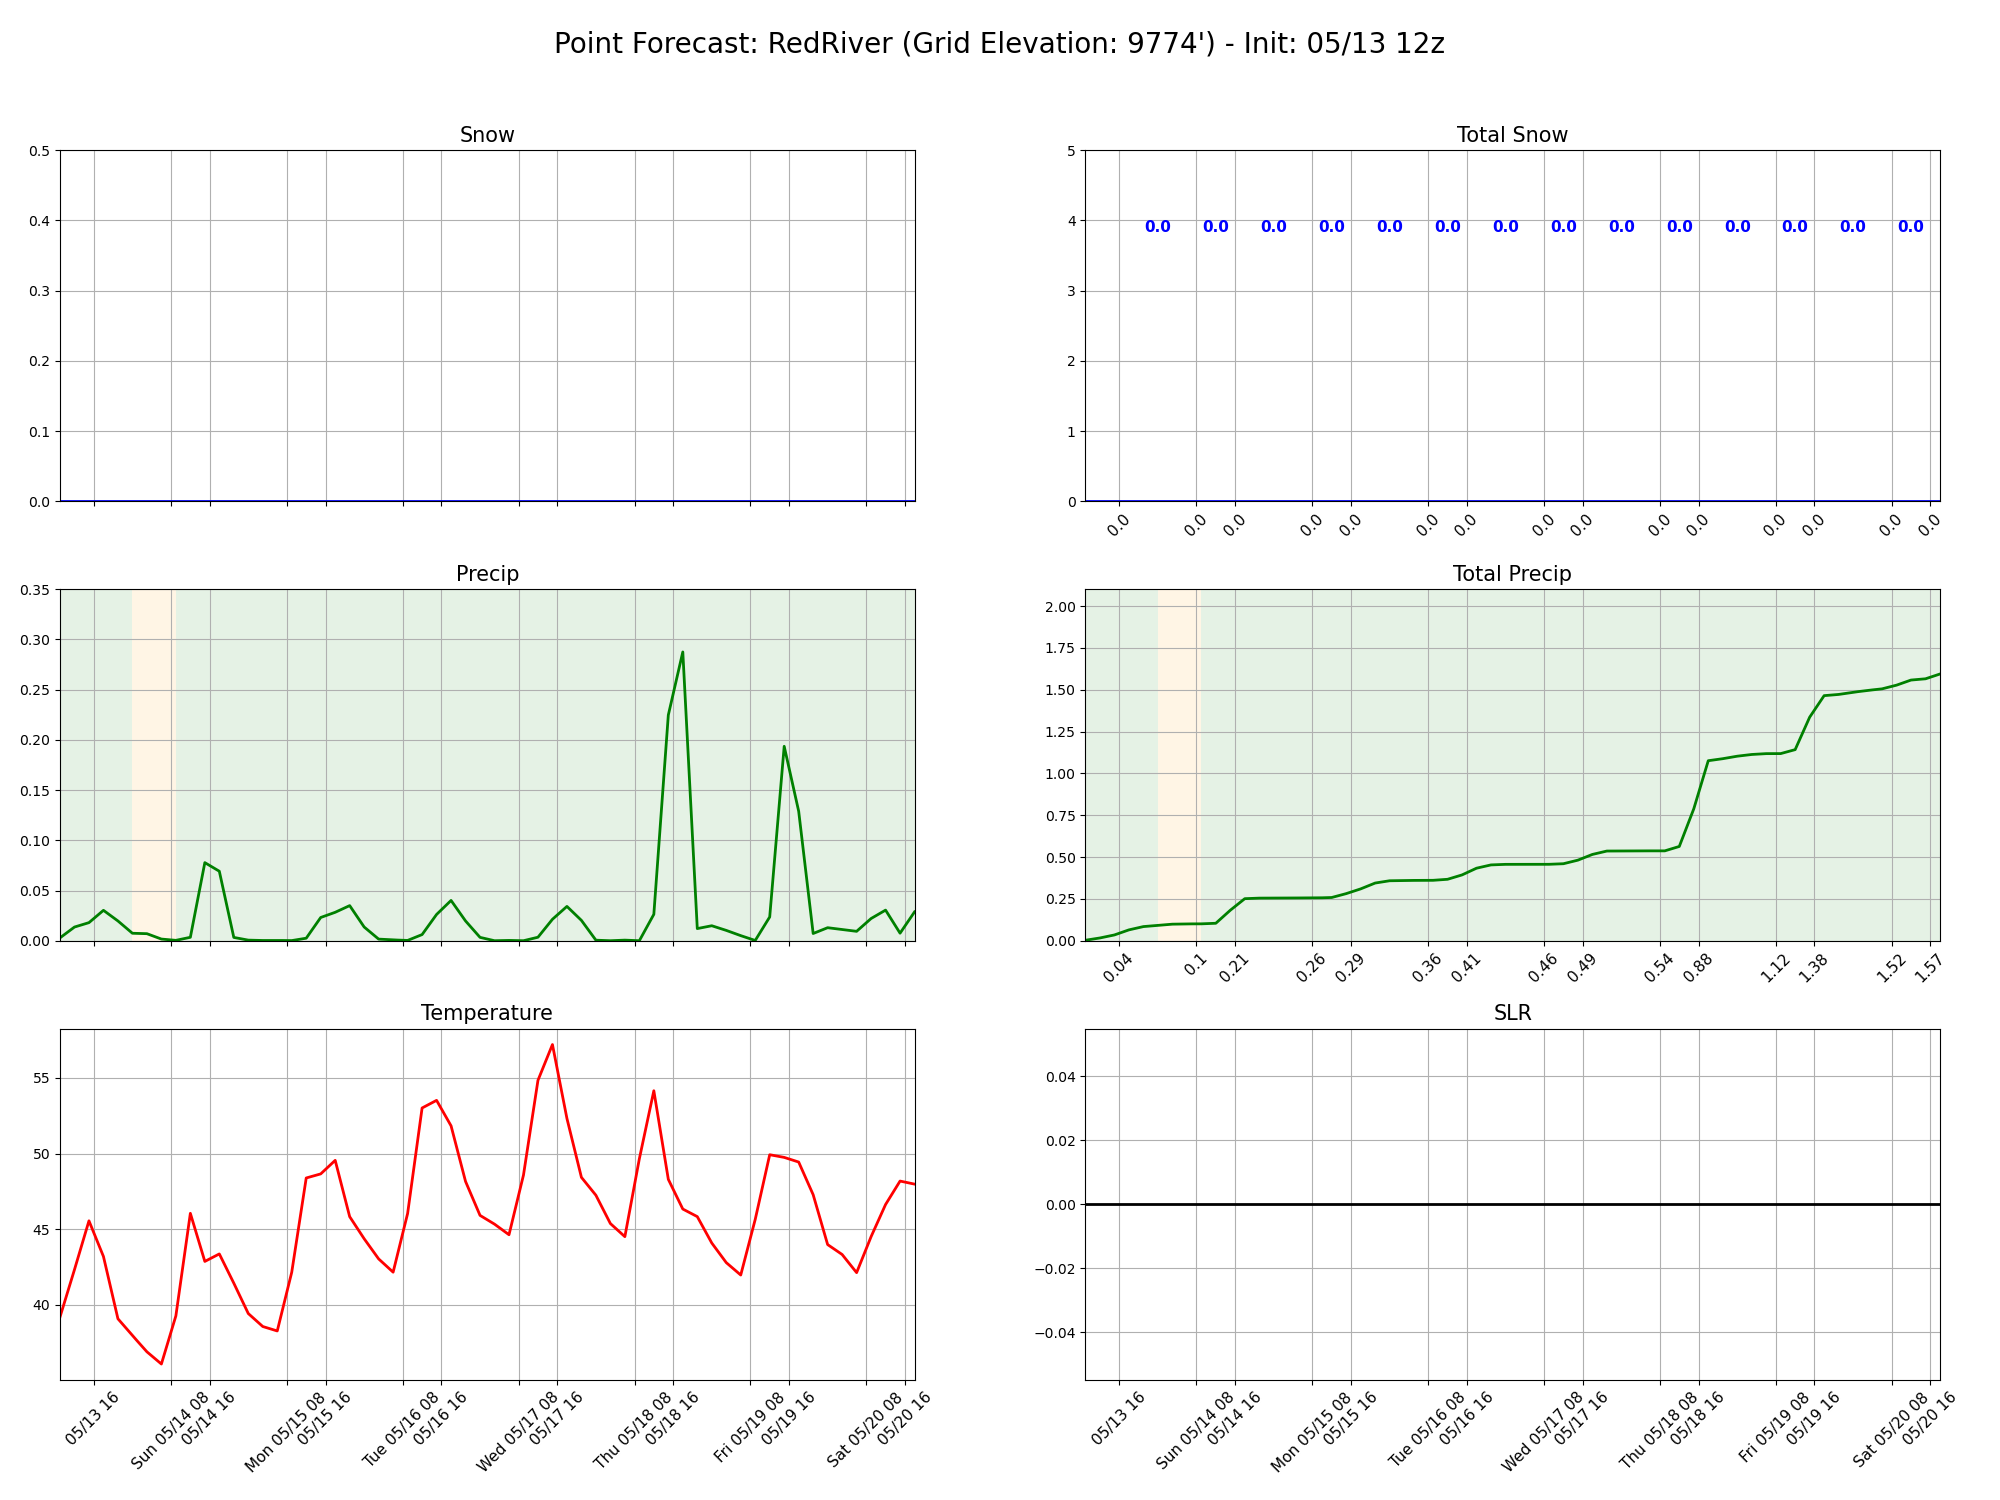 Point Forecast: RedRiver (Grid Elevation: 9774') - Init: 05/13 12z
Snow
0.5
0.4
0.3
0.2
0.1
0.0
Total Snow
5
4
3
2
1
0
0.0 0.0 0.0 0.0 0.0 0.0 0.0 0.0 0.0 0.0 0.0 0.0 0.0 0.0
0.0 0.0 0.0 0.0 0.0 0.0 0.0 0.0 0.0 0.0 0.0 0.0 0.0 0.0 0.0
Precip
0.35
0.30
0.25
0.20
0.15
0.10
0.05
0.00
Total Precip
2.00
1.75
1.50
1.25
1.00
0.75
0.50
0.25
0.00
0.04 0.1 0.21 0.26 0.29 0.36 0.41 0.46 0.49 0.54 0.88 1.12 1.38 1.52 1.57
Temperature
55
50
45
40
05/13 16
Sun 05/14 08
05/14 16
Mon 05/15 08
05/15 16
Tue 05/16 08
05/16 16
Wed 05/17 08
05/17 16
Thu 05/18 08
05/18 16
Fri 05/19 08
05/19 16
Sat 05/20 08
05/20 16
SLR
0.04
0.02
0.00
−0.02
−0.04
05/13 16
Sun 05/14 08
05/14 16
Mon 05/15 08
05/15 16
Tue 05/16 08
05/16 16
Wed 05/17 08
05/17 16
Thu 05/18 08
05/18 16
Fri 05/19 08
05/19 16
Sat 05/20 08
05/20 16